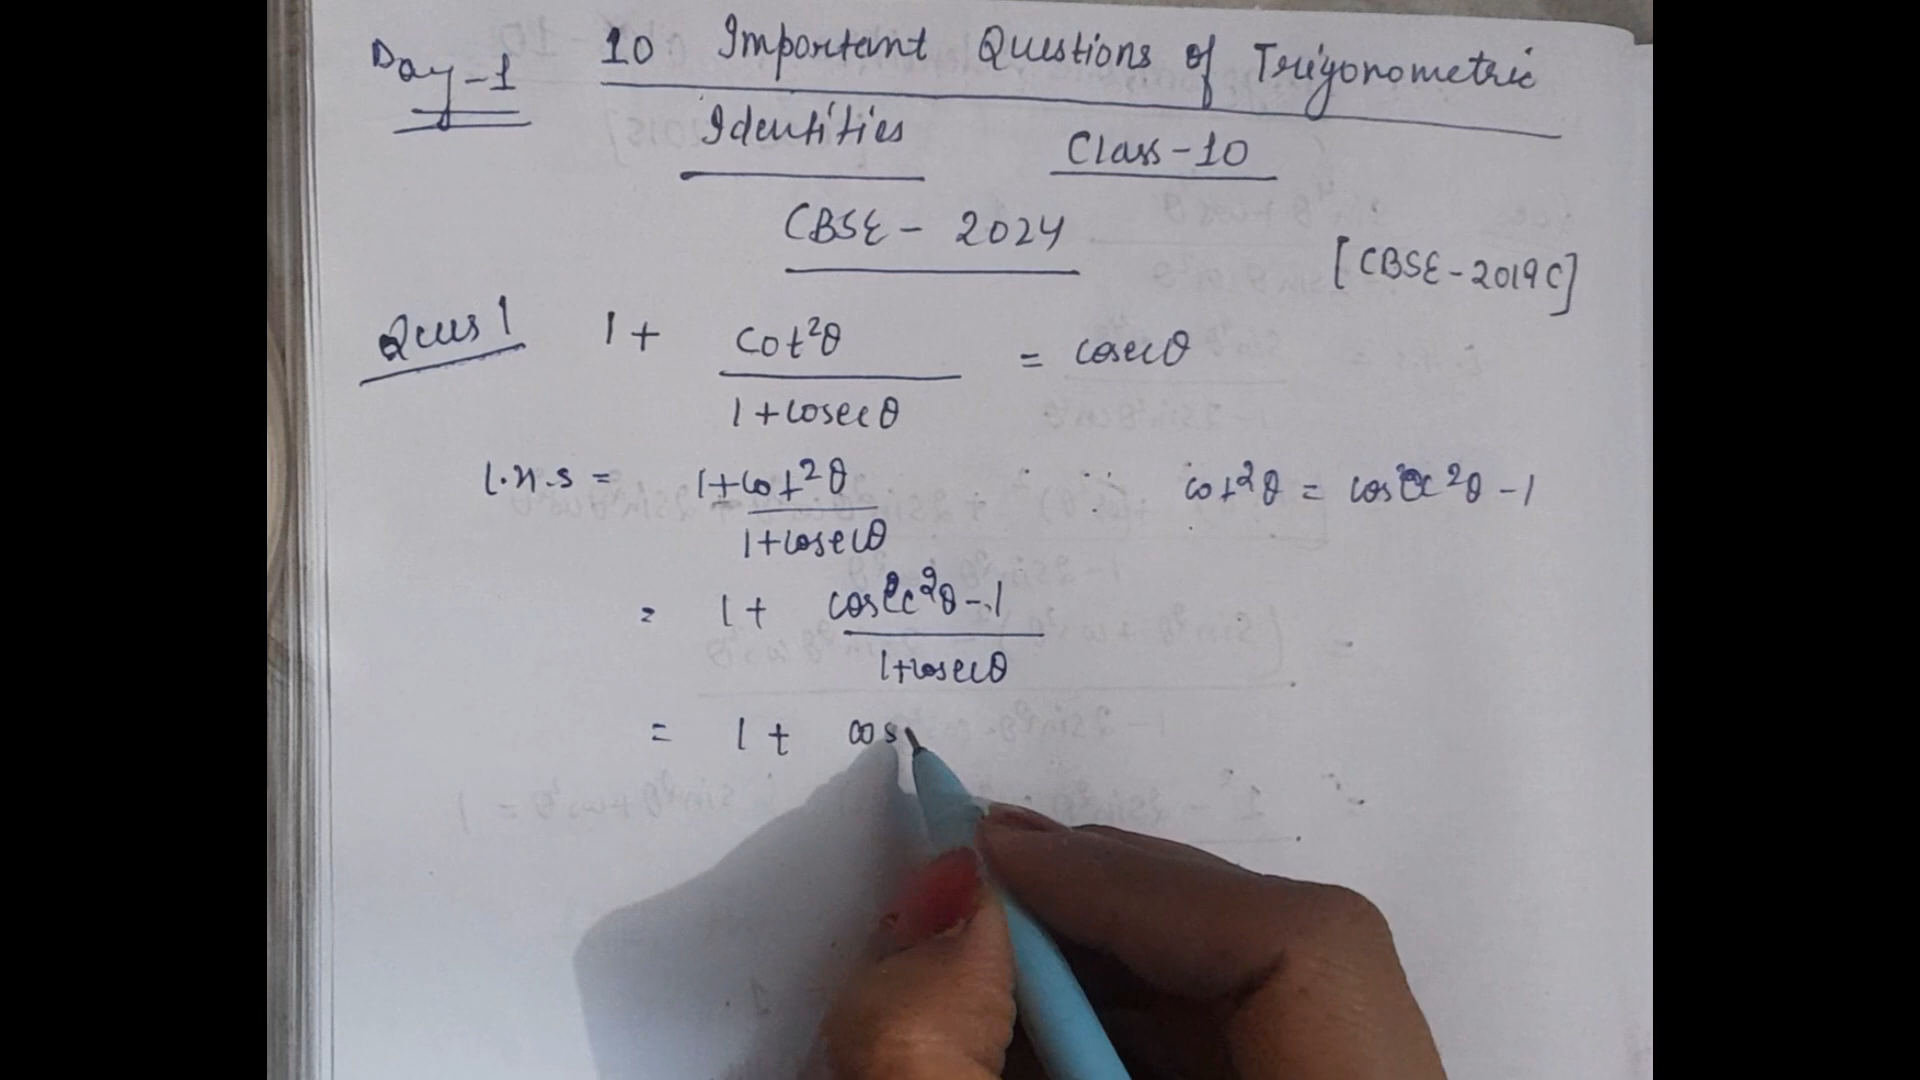 Day-1 10 Important Questions of Trigonometric
Identities Class-10
CBSE - 2024
[CBSE-2019C]
Ques 1 1 + cot²θ = cosecθ
1+cosecθ
L.H.S = 1+cot²θ ∵ cot²θ = cosec²θ - 1
1+cosecθ
= 1 + cosec²θ-1
1+cosecθ
= 1 + cos